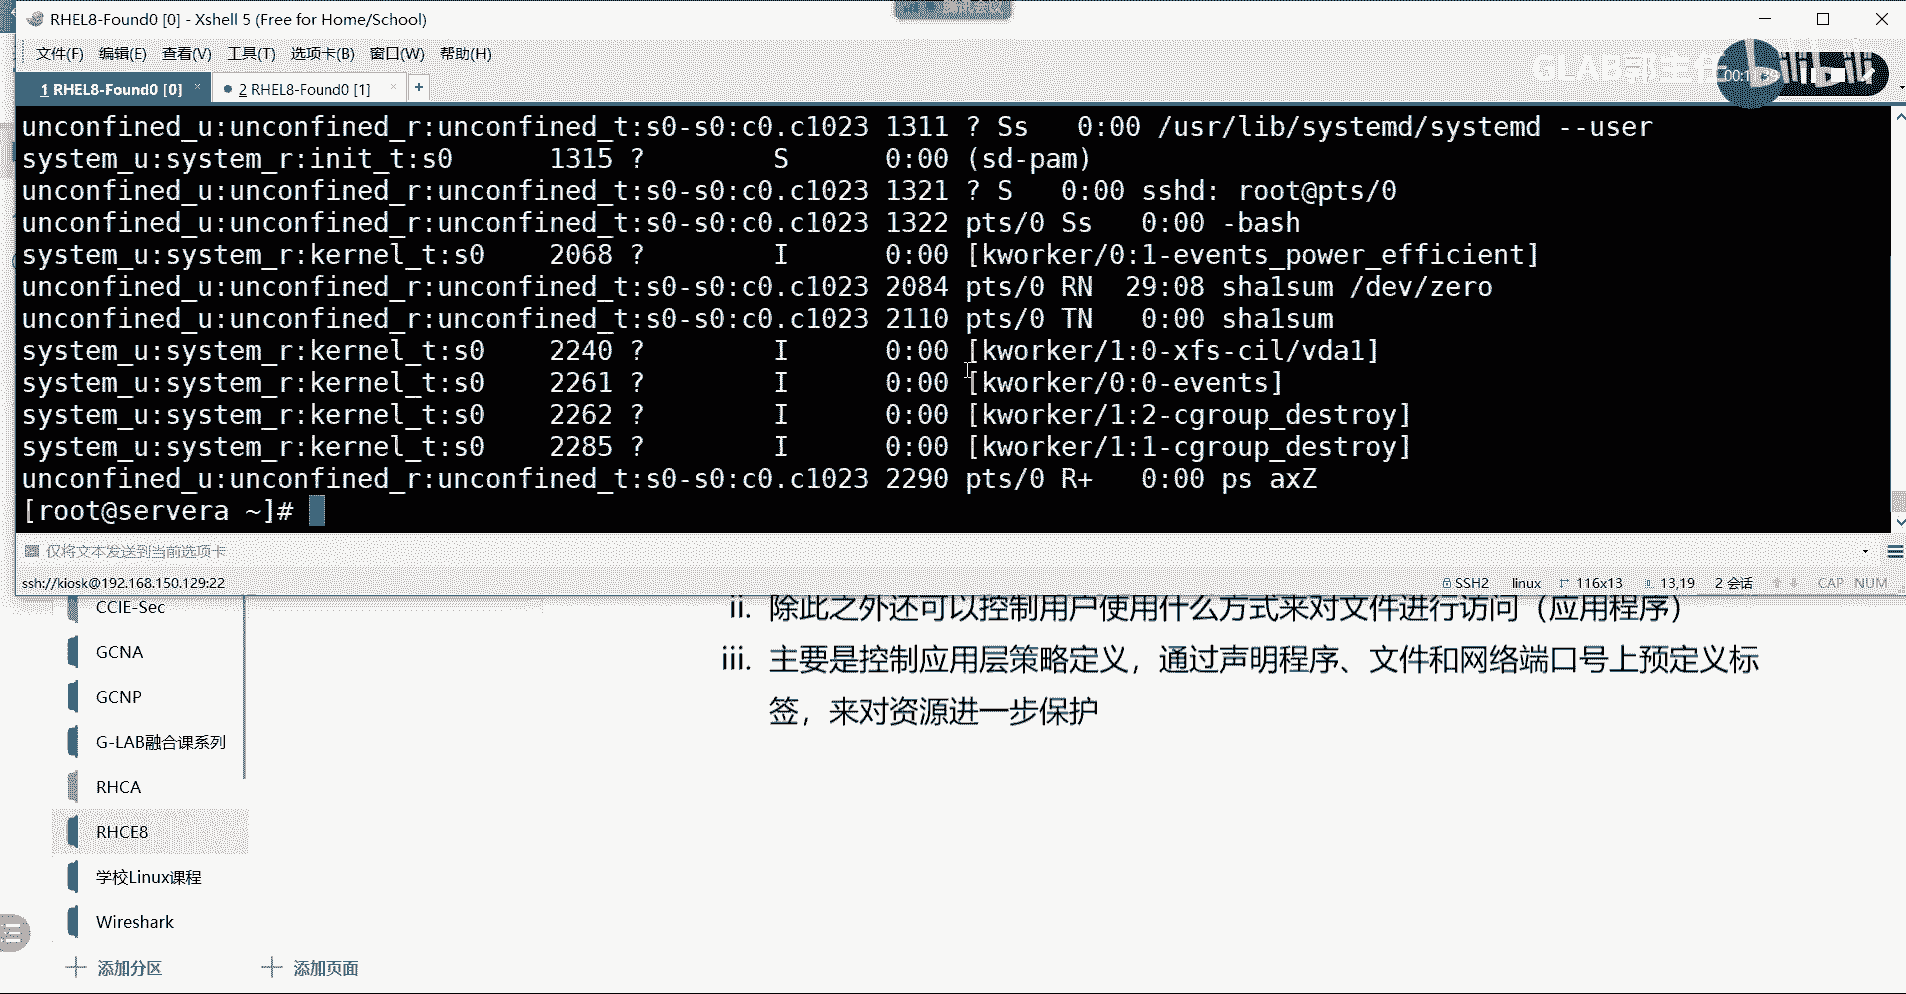 RHEL8-Found0 [0] - Xshell 5 (Free for Home/School)
文件(F) 编辑(E) 查看(V) 工具(T) 选项卡(B) 窗口(W) 帮助(H)
GLAB郭主任
bilibili
1 RHEL8-Found0 [0] × 2 RHEL8-Found0 [1] × +
unconfined_u:unconfined_r:unconfined_t:s0-s0:c0.c1023 1311 ? Ss 0:00 /usr/lib/systemd/systemd --user
system_u:system_r:init_t:s0 1315 ? S 0:00 (sd-pam)
unconfined_u:unconfined_r:unconfined_t:s0-s0:c0.c1023 1321 ? S 0:00 sshd: root@pts/0
unconfined_u:unconfined_r:unconfined_t:s0-s0:c0.c1023 1322 pts/0 Ss 0:00 -bash
system_u:system_r:kernel_t:s0 2068 ? I 0:00 [kworker/0:1-events_power_efficient]
unconfined_u:unconfined_r:unconfined_t:s0-s0:c0.c1023 2084 pts/0 RN 29:08 sha1sum /dev/zero
unconfined_u:unconfined_r:unconfined_t:s0-s0:c0.c1023 2110 pts/0 TN 0:00 sha1sum
system_u:system_r:kernel_t:s0 2240 ? I 0:00 [kworker/1:0-xfs-cil/vda1]
system_u:system_r:kernel_t:s0 2261 ? I 0:00 [kworker/0:0-events]
system_u:system_r:kernel_t:s0 2262 ? I 0:00 [kworker/1:2-cgroup_destroy]
system_u:system_r:kernel_t:s0 2285 ? I 0:00 [kworker/1:1-cgroup_destroy]
unconfined_u:unconfined_r:unconfined_t:s0-s0:c0.c1023 2290 pts/0 R+ 0:00 ps axZ
[root@servera ~]#
仅将文本发送到当前选项卡
ssh://kiosk@192.168.150.129:22 SSH2 linux 116x13 13,19 2 会话 CAP NUM
CCIE-Sec
GCNA
GCNP
G-LAB融合课系列
RHCA
RHCE8
学校Linux课程
Wireshark
添加分区 添加页面
ii. 除此之外还可以控制用户使用什么方式来对文件进行访问（应用程序）
iii. 主要是控制应用层策略定义，通过声明程序、文件和网络端口号上预定义标
签，来对资源进一步保护